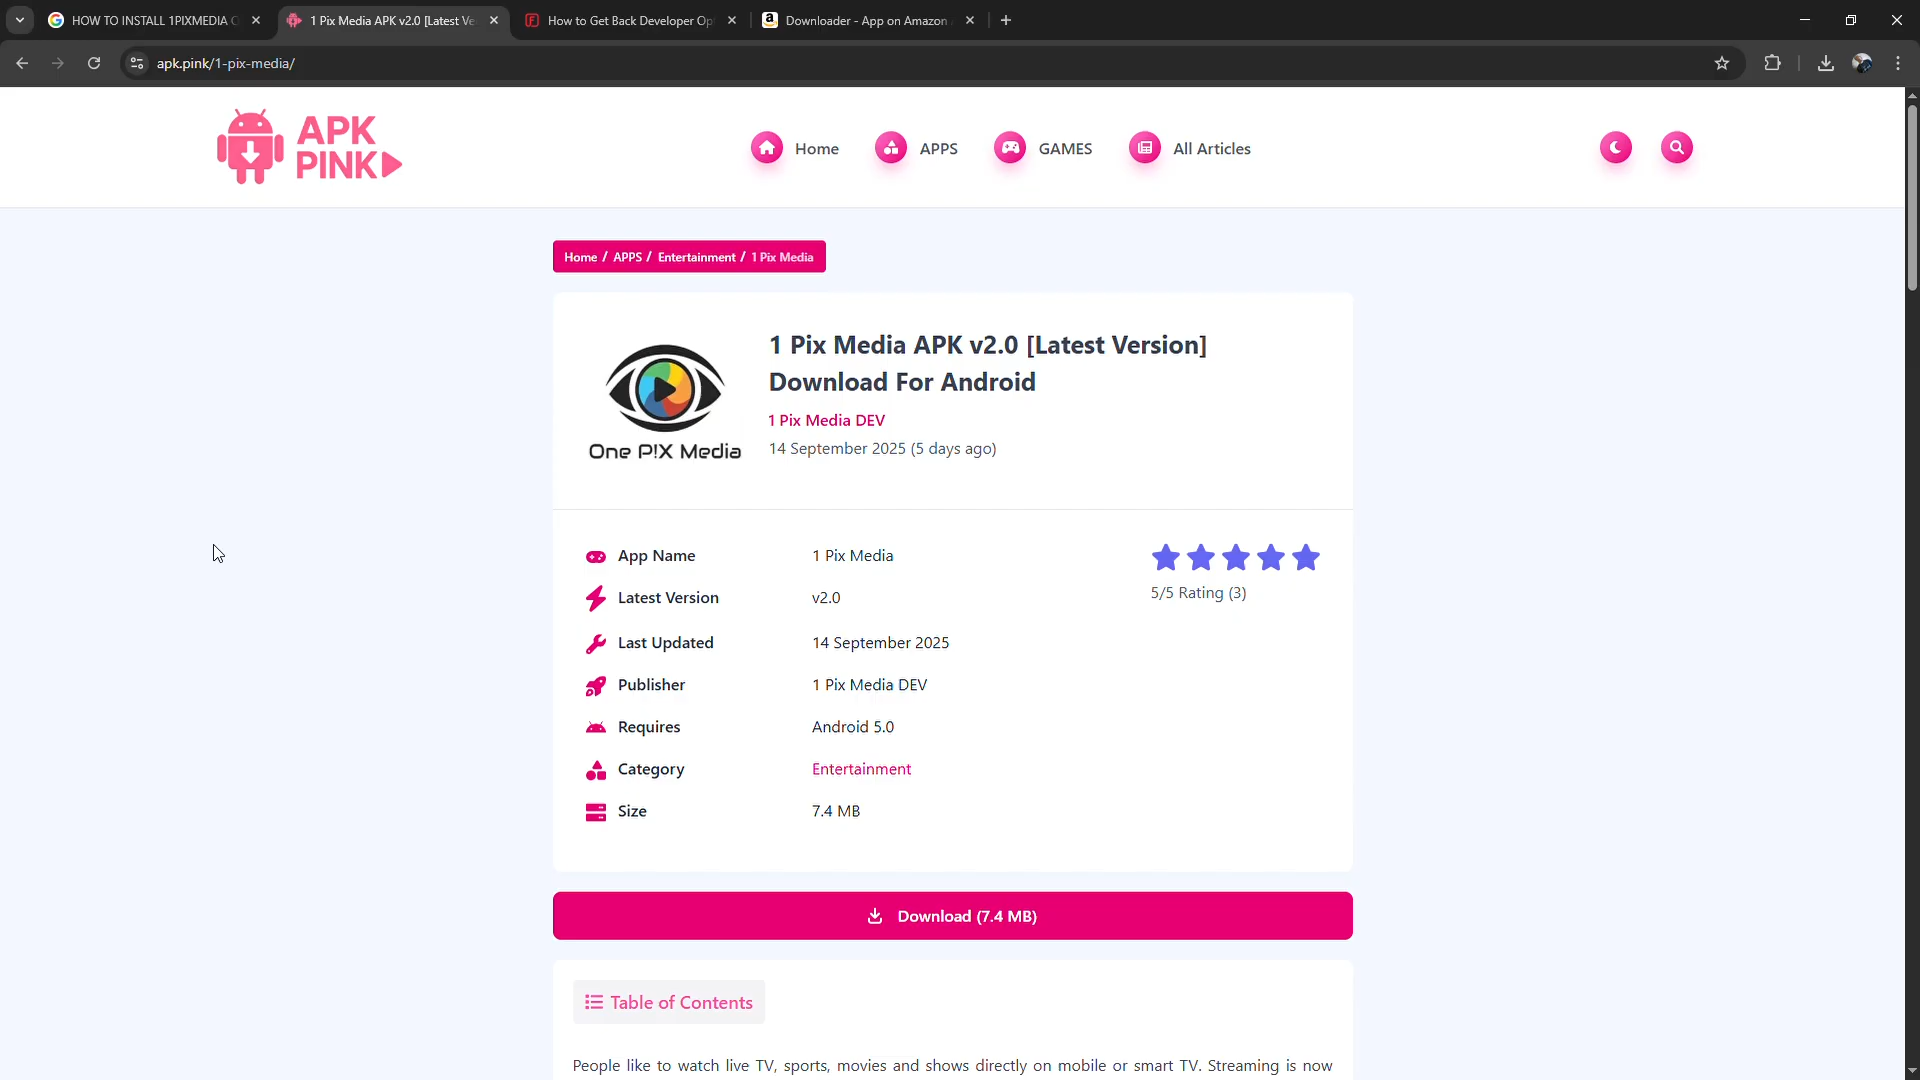 HOW TO INSTALL 1PIXMEDIA
1 Pix Media APK v2.0 [Latest Ve
How to Get Back Developer Op
Downloader - App on Amazon
apk.pink/1-pix-media/
APK
PINK
Home
APPS
GAMES
All Articles
Home / APPS / Entertainment / 1 Pix Media
One P!X Media
1 Pix Media APK v2.0 [Latest Version]
Download For Android
1 Pix Media DEV
14 September 2025 (5 days ago)
App Name 1 Pix Media
Latest Version v2.0
Last Updated 14 September 2025
Publisher 1 Pix Media DEV
Requires Android 5.0
Category Entertainment
Size 7.4 MB
5/5 Rating (3)
Download (7.4 MB)
Table of Contents
People like to watch live TV, sports, movies and shows directly on mobile or smart TV. Streaming is now